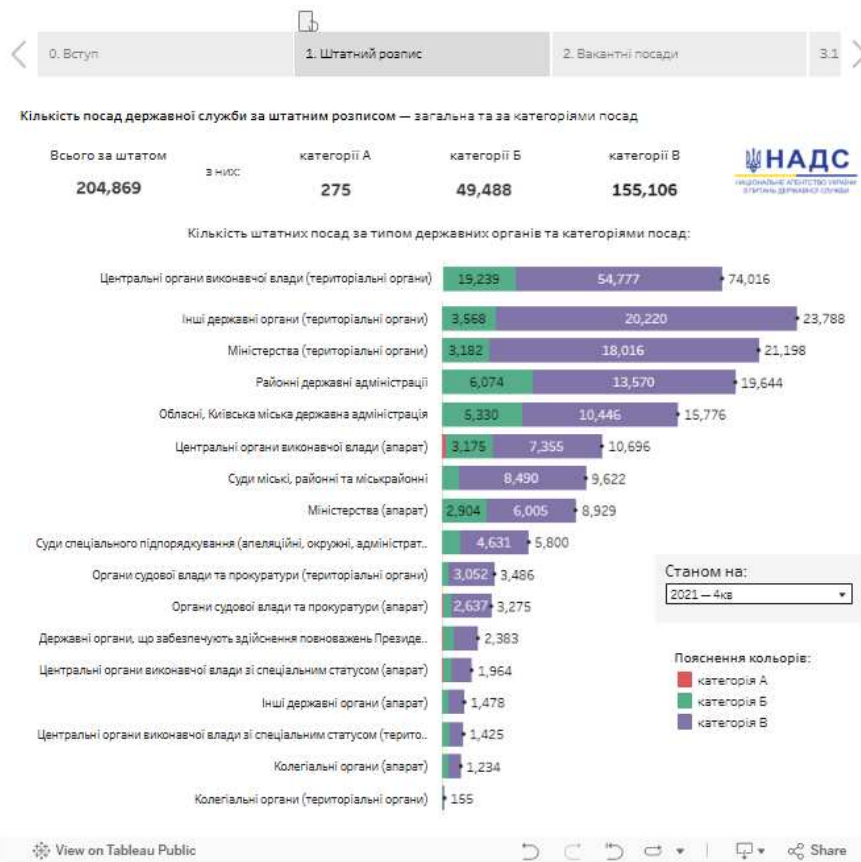 0. Вступ
1. Штатний розпис
2. Вакантні посади
3.1
Кількість посад державної служби за штатним розписом — загальна та за категоріями посад
Всього за штатом
з них:
категорії А
категорії Б
категорії В
204,869
275
49,488
155,106
НАДС
НАЦІОНАЛЬНЕ АГЕНТСТВО УКРАЇНИ
З ПИТАНЬ ДЕРЖАВНОЇ СЛУЖБИ
Кількість штатних посад за типом державних органів та категоріями посад:
Центральні органи виконавчої влади (територіальні органи) 19,239 54,777 74,016
Інші державні органи (територіальні органи) 3,568 20,220 23,788
Міністерства (територіальні органи) 3,182 18,016 21,198
Районні державні адміністрації 6,074 13,570 19,644
Обласні, Київська міська державна адміністрація 5,330 10,446 15,776
Центральні органи виконавчої влади (апарат) 3,175 7,355 10,696
Суди міські, районні та міськрайонні 8,490 9,622
Міністерства (апарат) 2,904 6,005 8,929
Суди спеціального підпорядкування (апеляційні, окружні, адміністрат.. 4,631 5,800
Органи судової влади та прокуратури (територіальні органи) 3,052 3,486
Органи судової влади та прокуратури (апарат) 2,637 3,275
Державні органи, що забезпечують здійснення повноважень Президе.. 2,383
Центральні органи виконавчої влади зі спеціальним статусом (апарат) 1,964
Інші державні органи (апарат) 1,478
Центральні органи виконавчої влади зі спеціальним статусом (терито.. 1,425
Колегіальні органи (апарат) 1,234
Колегіальні органи (територіальні органи) 155
Станом на:
2021 — 4кв
Пояснення кольорів:
категорія А
категорія Б
категорія В
View on Tableau Public
Share